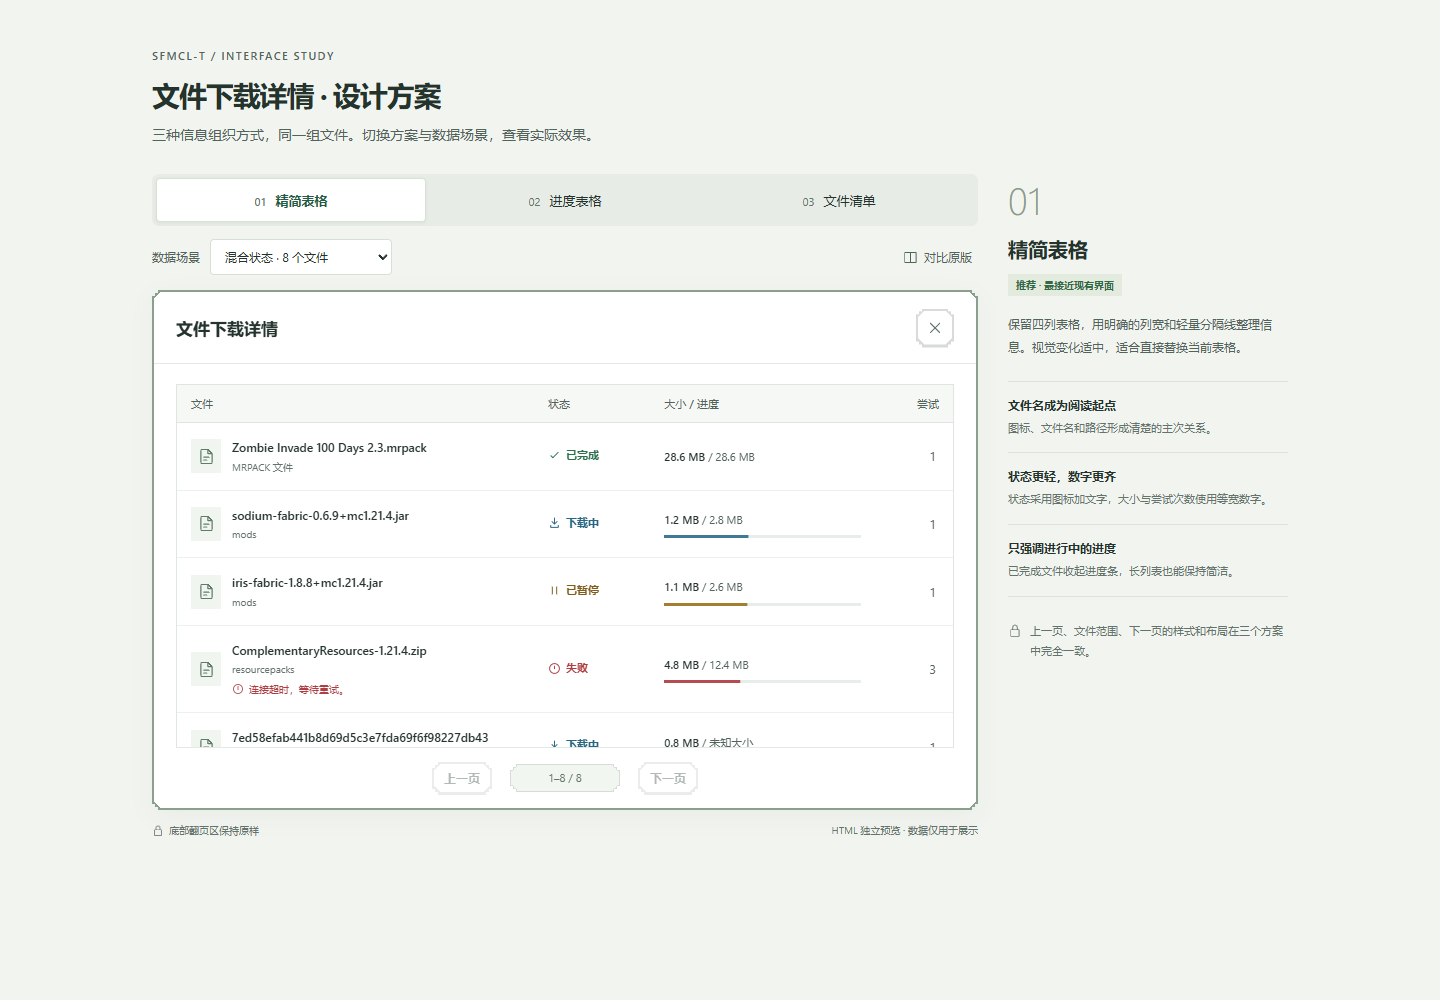 SFMCL-T / INTERFACE STUDY
文件下载详情 · 设计方案
三种信息组织方式，同一组文件。切换方案与数据场景，查看实际效果。
01 精简表格
02 进度表格
03 文件清单
数据场景
混合状态 · 8 个文件
对比原版
文件下载详情
文件 状态 大小 / 进度 尝试
Zombie Invade 100 Days 2.3.mrpack
MRPACK 文件
已完成
28.6 MB / 28.6 MB
1
sodium-fabric-0.6.9+mc1.21.4.jar
mods
下载中
1.2 MB / 2.8 MB
1
iris-fabric-1.8.8+mc1.21.4.jar
mods
已暂停
1.1 MB / 2.6 MB
1
ComplementaryResources-1.21.4.zip
resourcepacks
连接超时，等待重试。
失败
4.8 MB / 12.4 MB
3
7ed58efab441b8d69d5c3e7fda69f6f98227db43
下载中
0.8 MB / 未知大小
1
上一页
1–8 / 8
下一页
底部翻页区保持原样
HTML 独立预览 · 数据仅用于展示
01
精简表格
推荐 · 最接近现有界面
保留四列表格，用明确的列宽和轻量分隔线整理信
息。视觉变化适中，适合直接替换当前表格。
文件名成为阅读起点
图标、文件名和路径形成清楚的主次关系。
状态更轻，数字更齐
状态采用图标加文字，大小与尝试次数使用等宽数字。
只强调进行中的进度
已完成文件收起进度条，长列表也能保持简洁。
上一页、文件范围、下一页的样式和布局在三个方案
中完全一致。